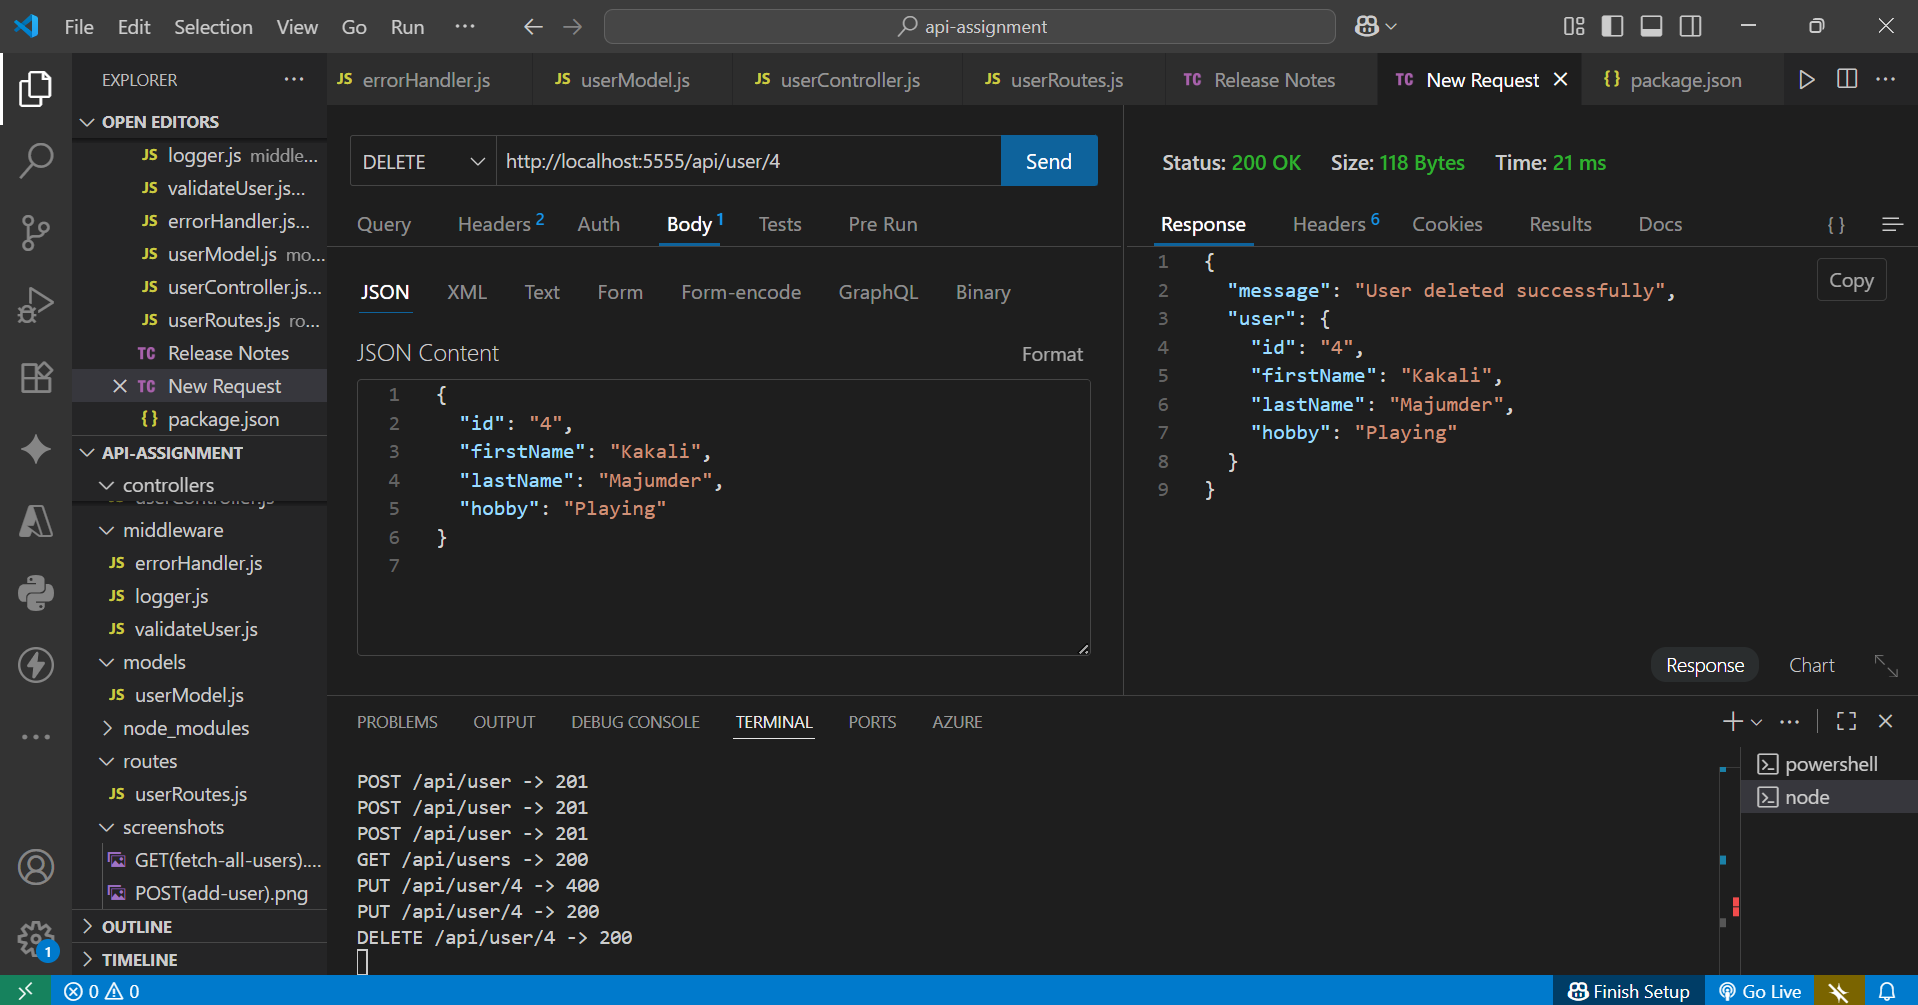 File Edit Selection View Go Run ··· api-assignment
EXPLORER ···
OPEN EDITORS
JS logger.js middle...
JS validateUser.js...
JS errorHandler.js...
JS userModel.js mo...
JS userController.js...
JS userRoutes.js ro...
TC Release Notes
TC New Request
{} package.json
API-ASSIGNMENT
controllers
middleware
JS errorHandler.js
JS logger.js
JS validateUser.js
models
JS userModel.js
node_modules
routes
JS userRoutes.js
screenshots
GET(fetch-all-users)....
POST(add-user).png
OUTLINE
TIMELINE
JS errorHandler.js JS userModel.js JS userController.js JS userRoutes.js TC Release Notes TC New Request {} package.json ···
DELETE http://localhost:5555/api/user/4 Send
Query Headers 2 Auth Body 1 Tests Pre Run
JSON XML Text Form Form-encode GraphQL Binary
JSON Content Format
1 {
2 "id": "4",
3 "firstName": "Kakali",
4 "lastName": "Majumder",
5 "hobby": "Playing"
6 }
7
Status: 200 OK Size: 118 Bytes Time: 21 ms
Response Headers 6 Cookies Results Docs {}
Copy
1 {
2 "message": "User deleted successfully",
3 "user": {
4 "id": "4",
5 "firstName": "Kakali",
6 "lastName": "Majumder",
7 "hobby": "Playing"
8 }
9 }
Response Chart
PROBLEMS OUTPUT DEBUG CONSOLE TERMINAL PORTS AZURE
POST /api/user -> 201
POST /api/user -> 201
POST /api/user -> 201
GET /api/users -> 200
PUT /api/user/4 -> 400
PUT /api/user/4 -> 200
DELETE /api/user/4 -> 200
powershell
node
1
0 0 Finish Setup Go Live